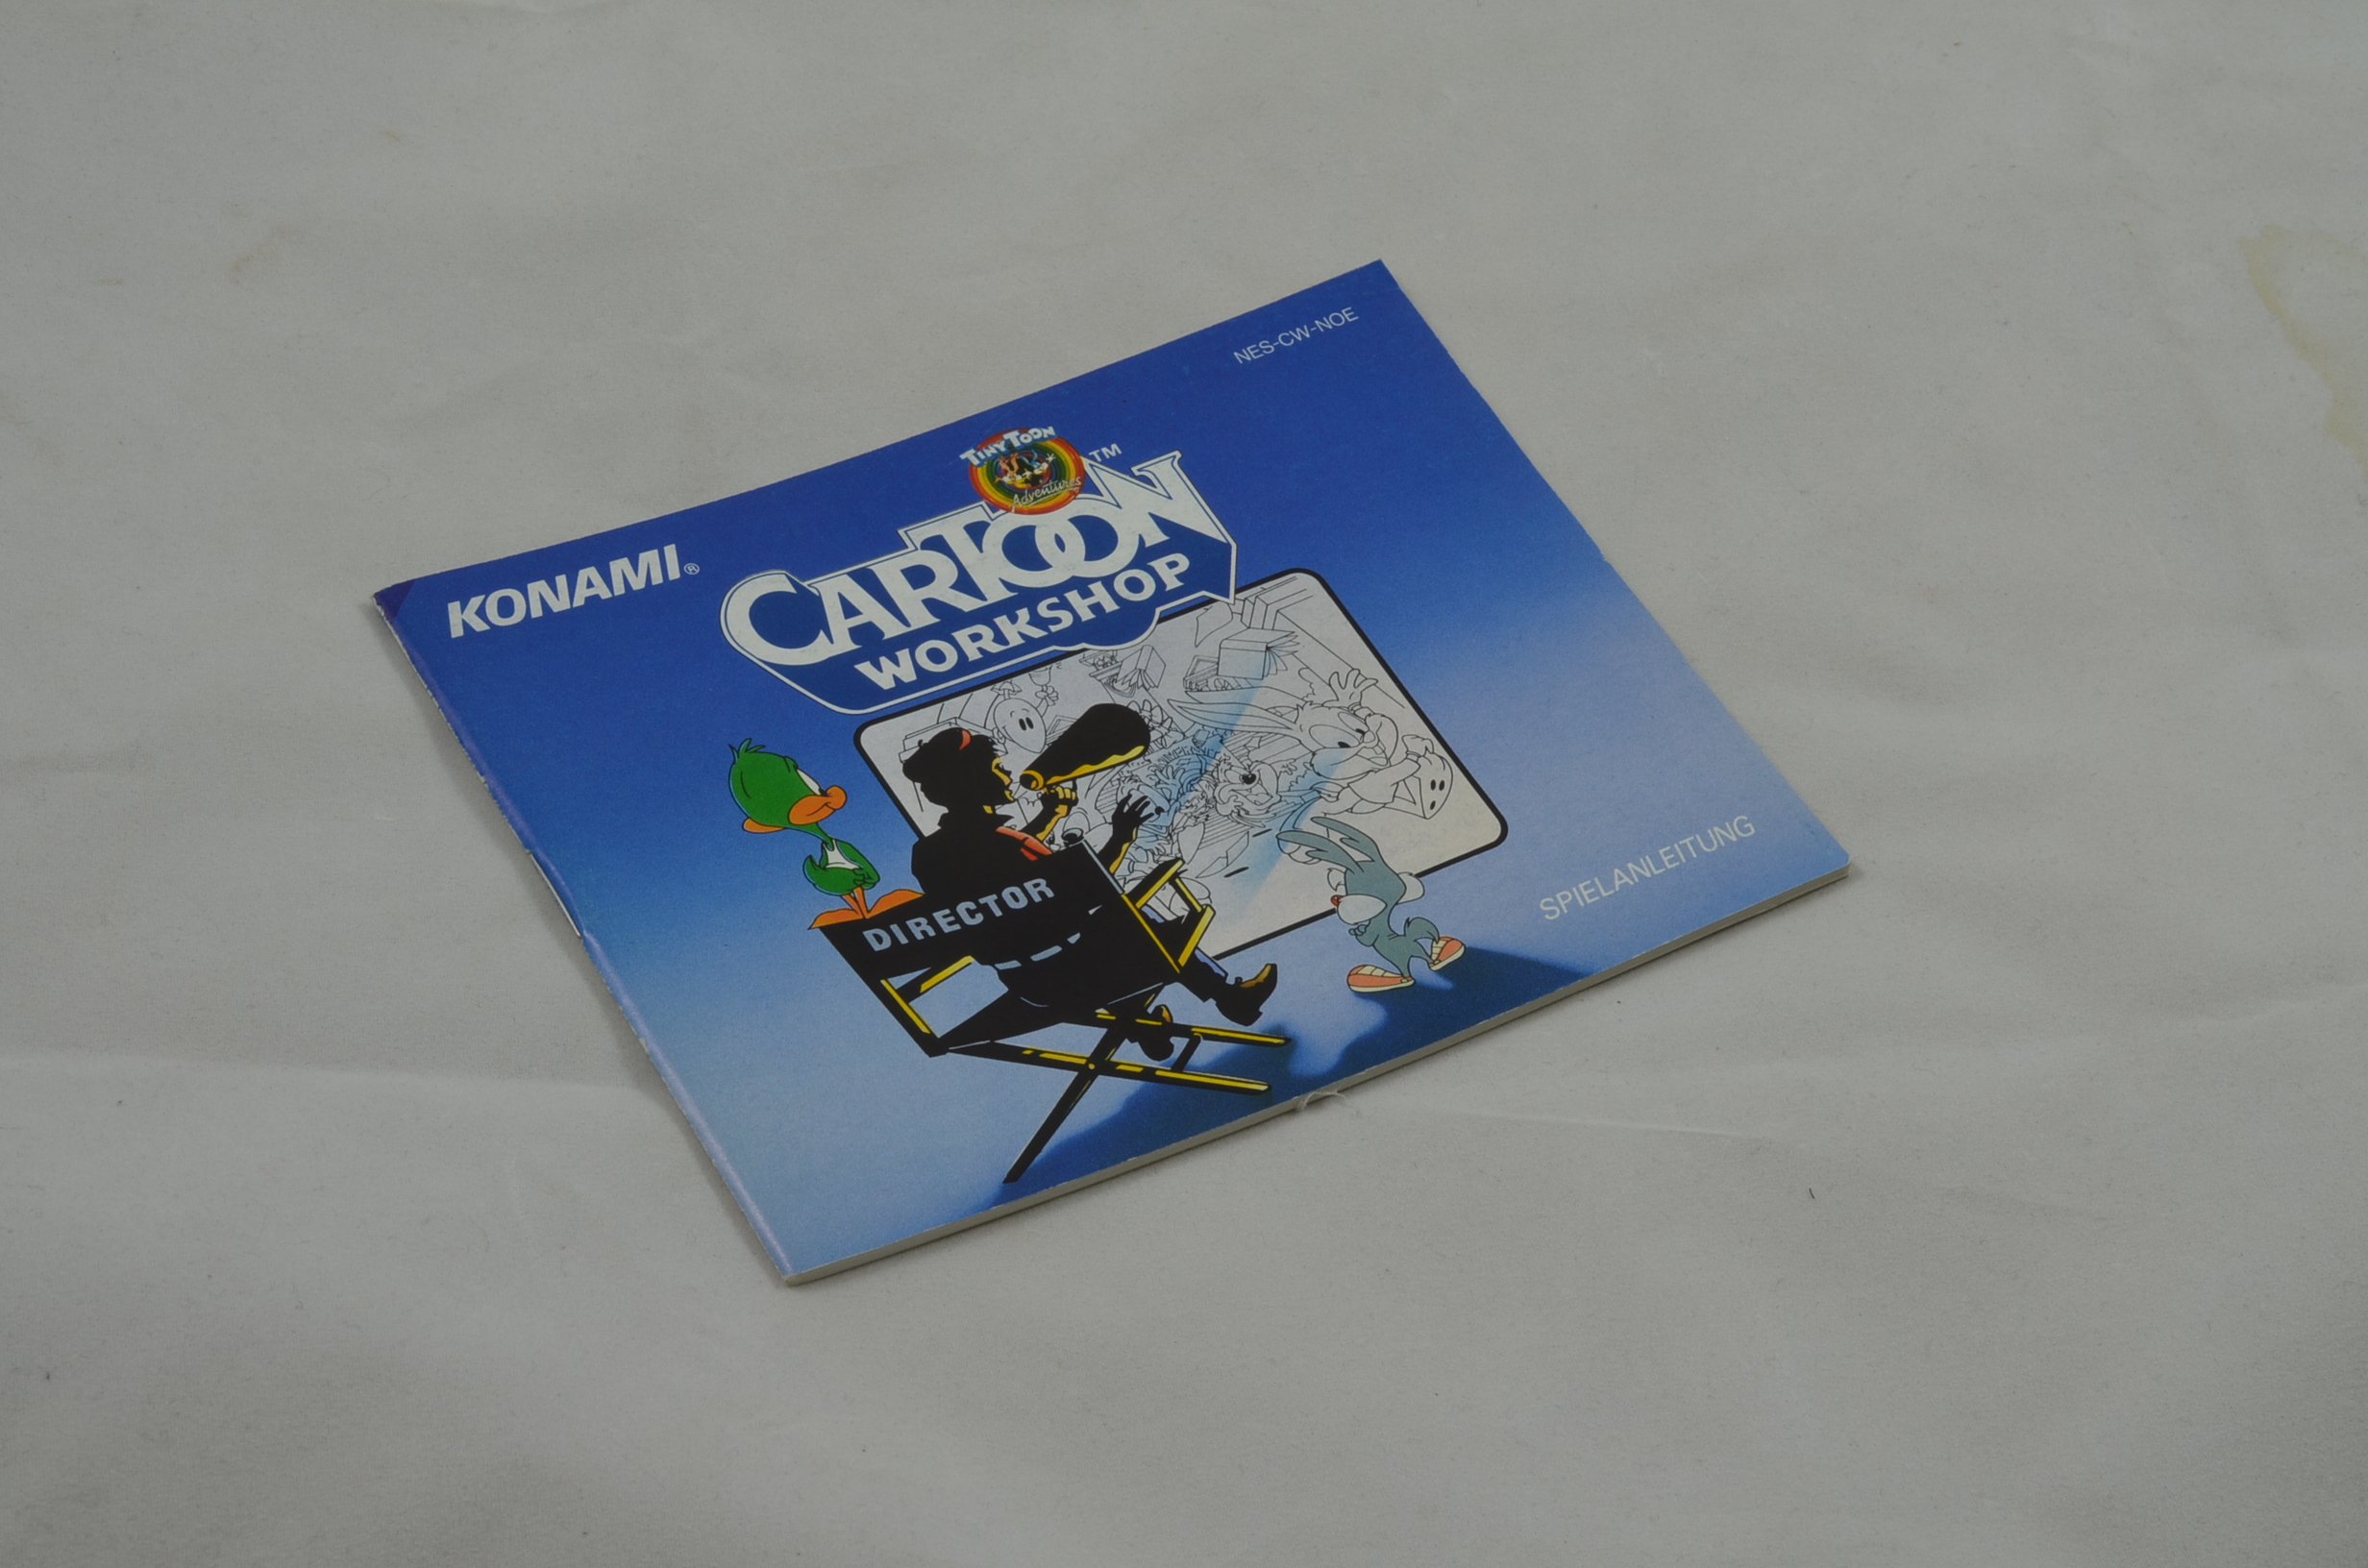 NES-CW-NOE
KONAMI®
TINY TOON
Adventures
TM
CARTOON
WORKSHOP
DIRECTOR
SPIELANLEITUNG